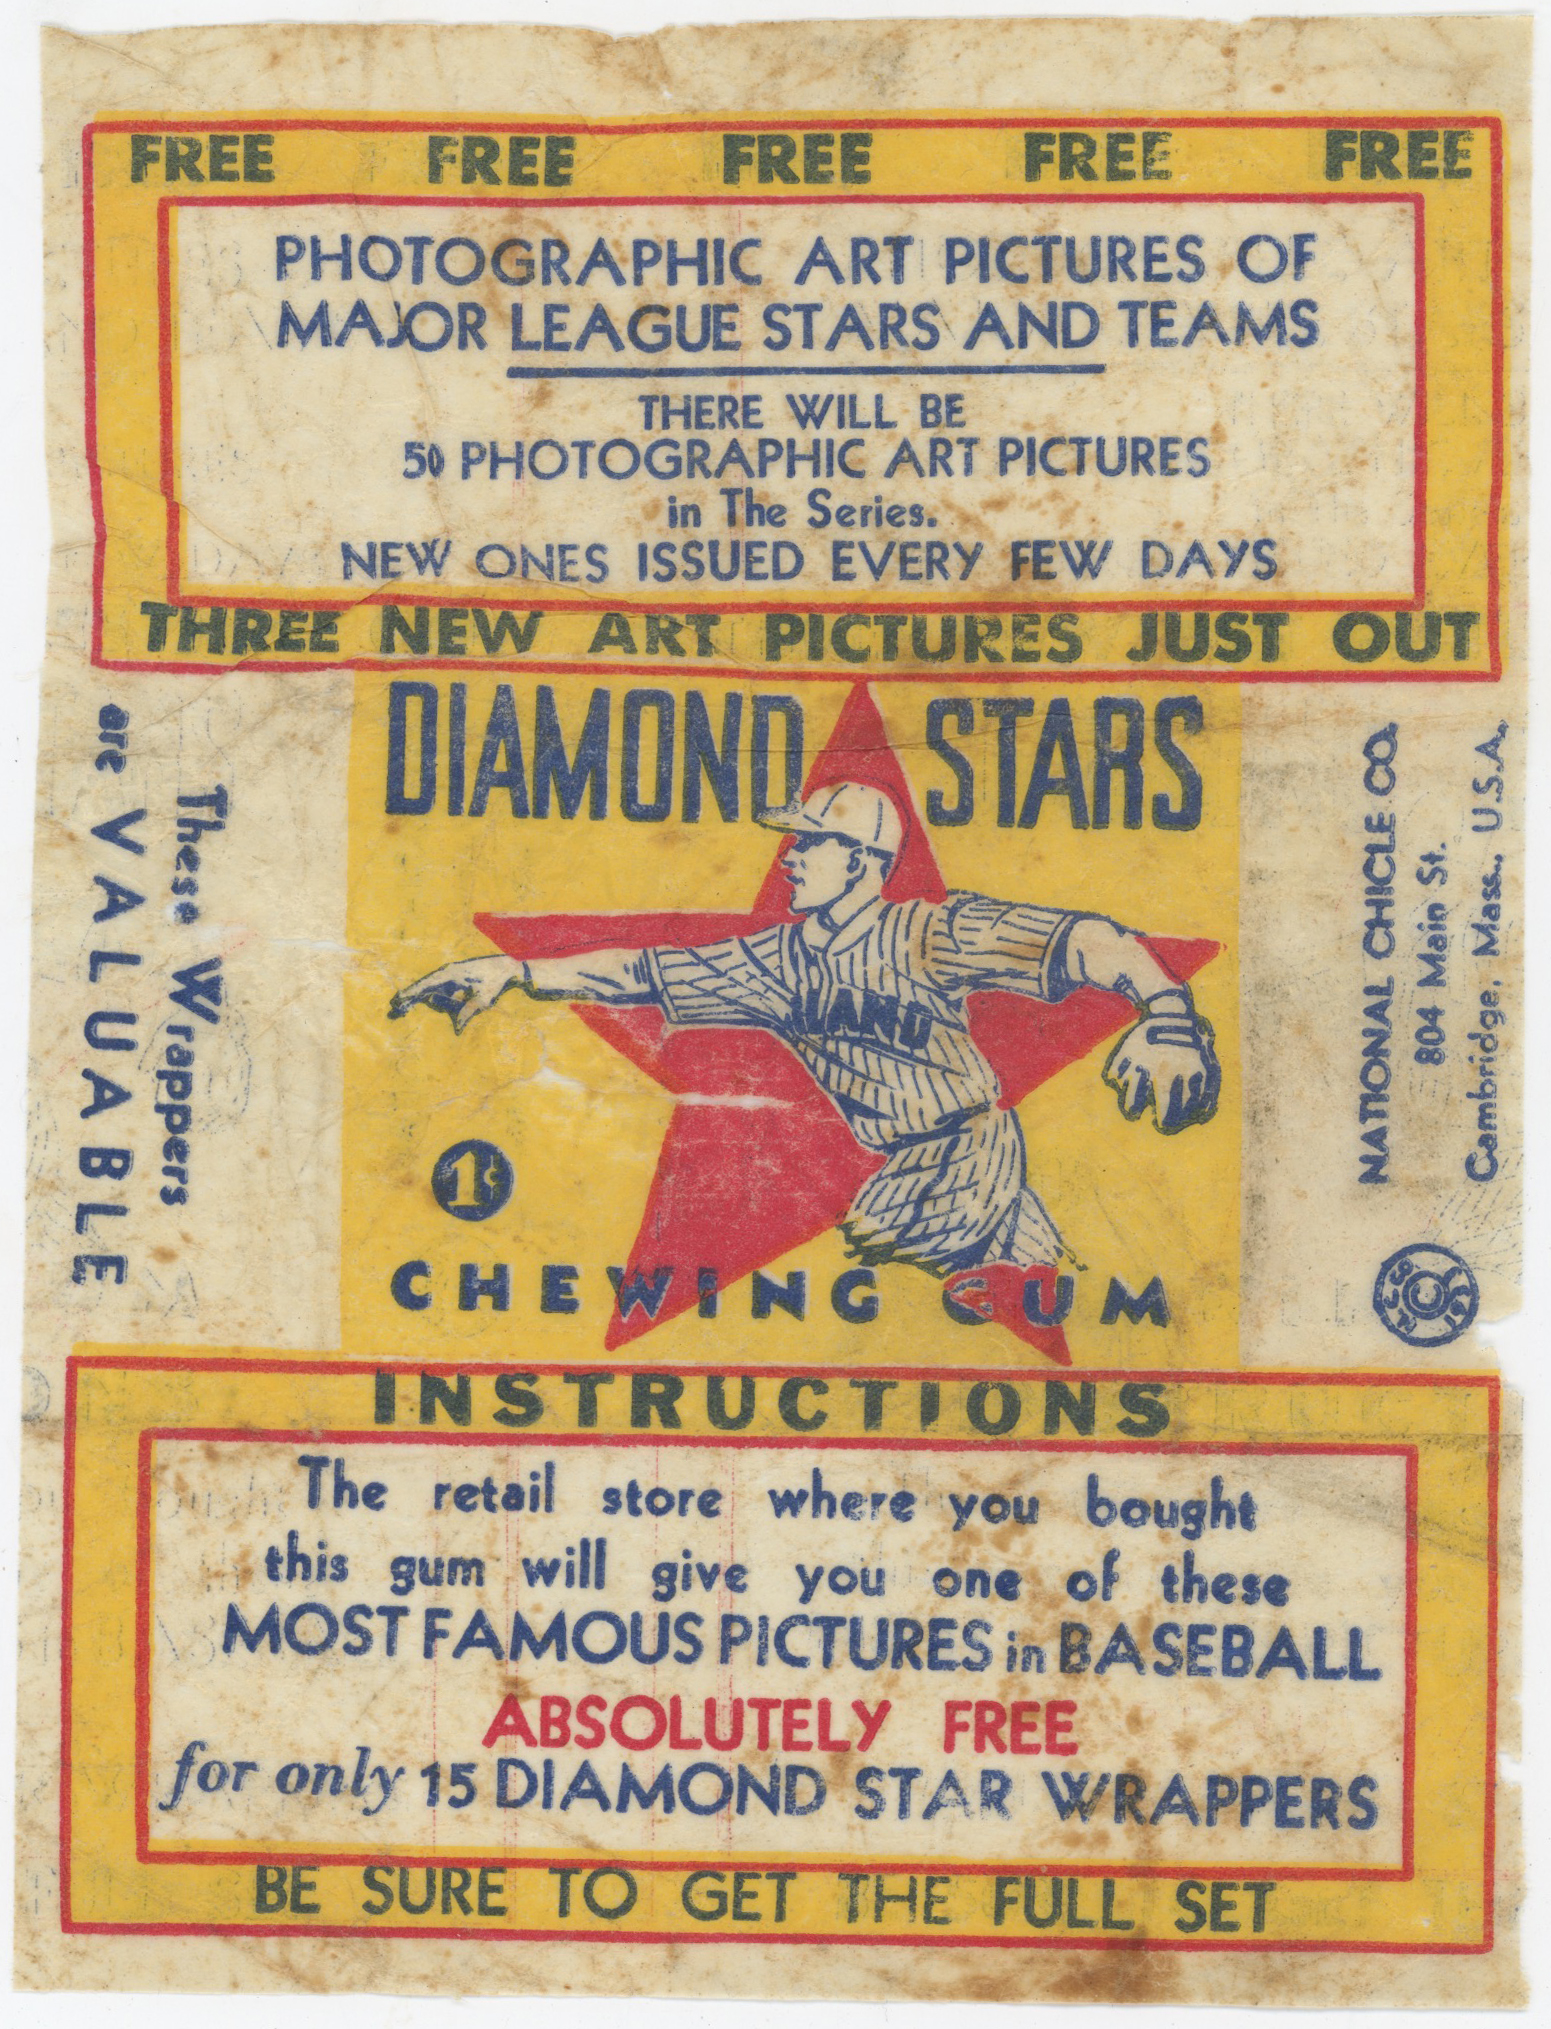 FREE FREE FREE FREE FREE
PHOTOGRAPHIC ART PICTURES OF
MAJOR LEAGUE STARS AND TEAMS
THERE WILL BE
50 PHOTOGRAPHIC ART PICTURES
in The Series.
NEW ONES ISSUED EVERY FEW DAYS
THREE NEW ART PICTURES JUST OUT
These Wrappers
are VALUABLE
DIAMOND STARS
1¢
CHEWING GUM
NATIONAL CHICLE CO.
804 Main St.
Cambridge, Mass., U.S.A.
INSTRUCTIONS
The retail store where you bought
this gum will give you one of these
MOST FAMOUS PICTURES in BASEBALL
ABSOLUTELY FREE
for only 15 DIAMOND STAR WRAPPERS
BE SURE TO GET THE FULL SET